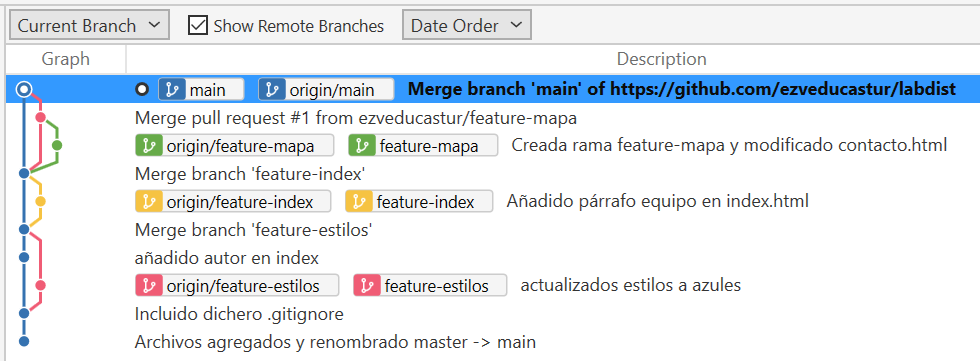 Current Branch Show Remote Branches Date Order
Graph Description
main origin/main Merge branch 'main' of https://github.com/ezveducastur/labdist
Merge pull request #1 from ezveducastur/feature-mapa
origin/feature-mapa feature-mapa Creada rama feature-mapa y modificado contacto.html
Merge branch 'feature-index'
origin/feature-index feature-index Añadido párrafo equipo en index.html
Merge branch 'feature-estilos'
añadido autor en index
origin/feature-estilos feature-estilos actualizados estilos a azules
Incluido dichero .gitignore
Archivos agregados y renombrado master -> main